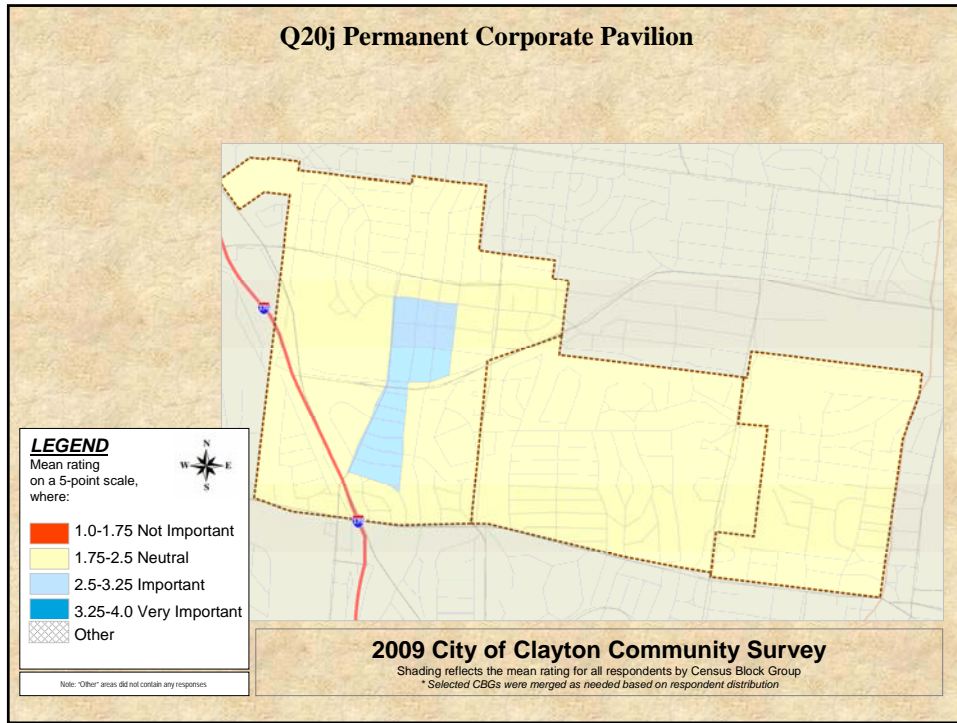 Q20j Permanent Corporate Pavilion
LEGEND
Mean rating
on a 5-point scale,
where:
N
W E
S
1.0-1.75 Not Important
1.75-2.5 Neutral
2.5-3.25 Important
3.25-4.0 Very Important
Other
Note: "Other" areas did not contain any responses
2009 City of Clayton Community Survey
Shading reflects the mean rating for all respondents by Census Block Group
* Selected CBGs were merged as needed based on respondent distribution